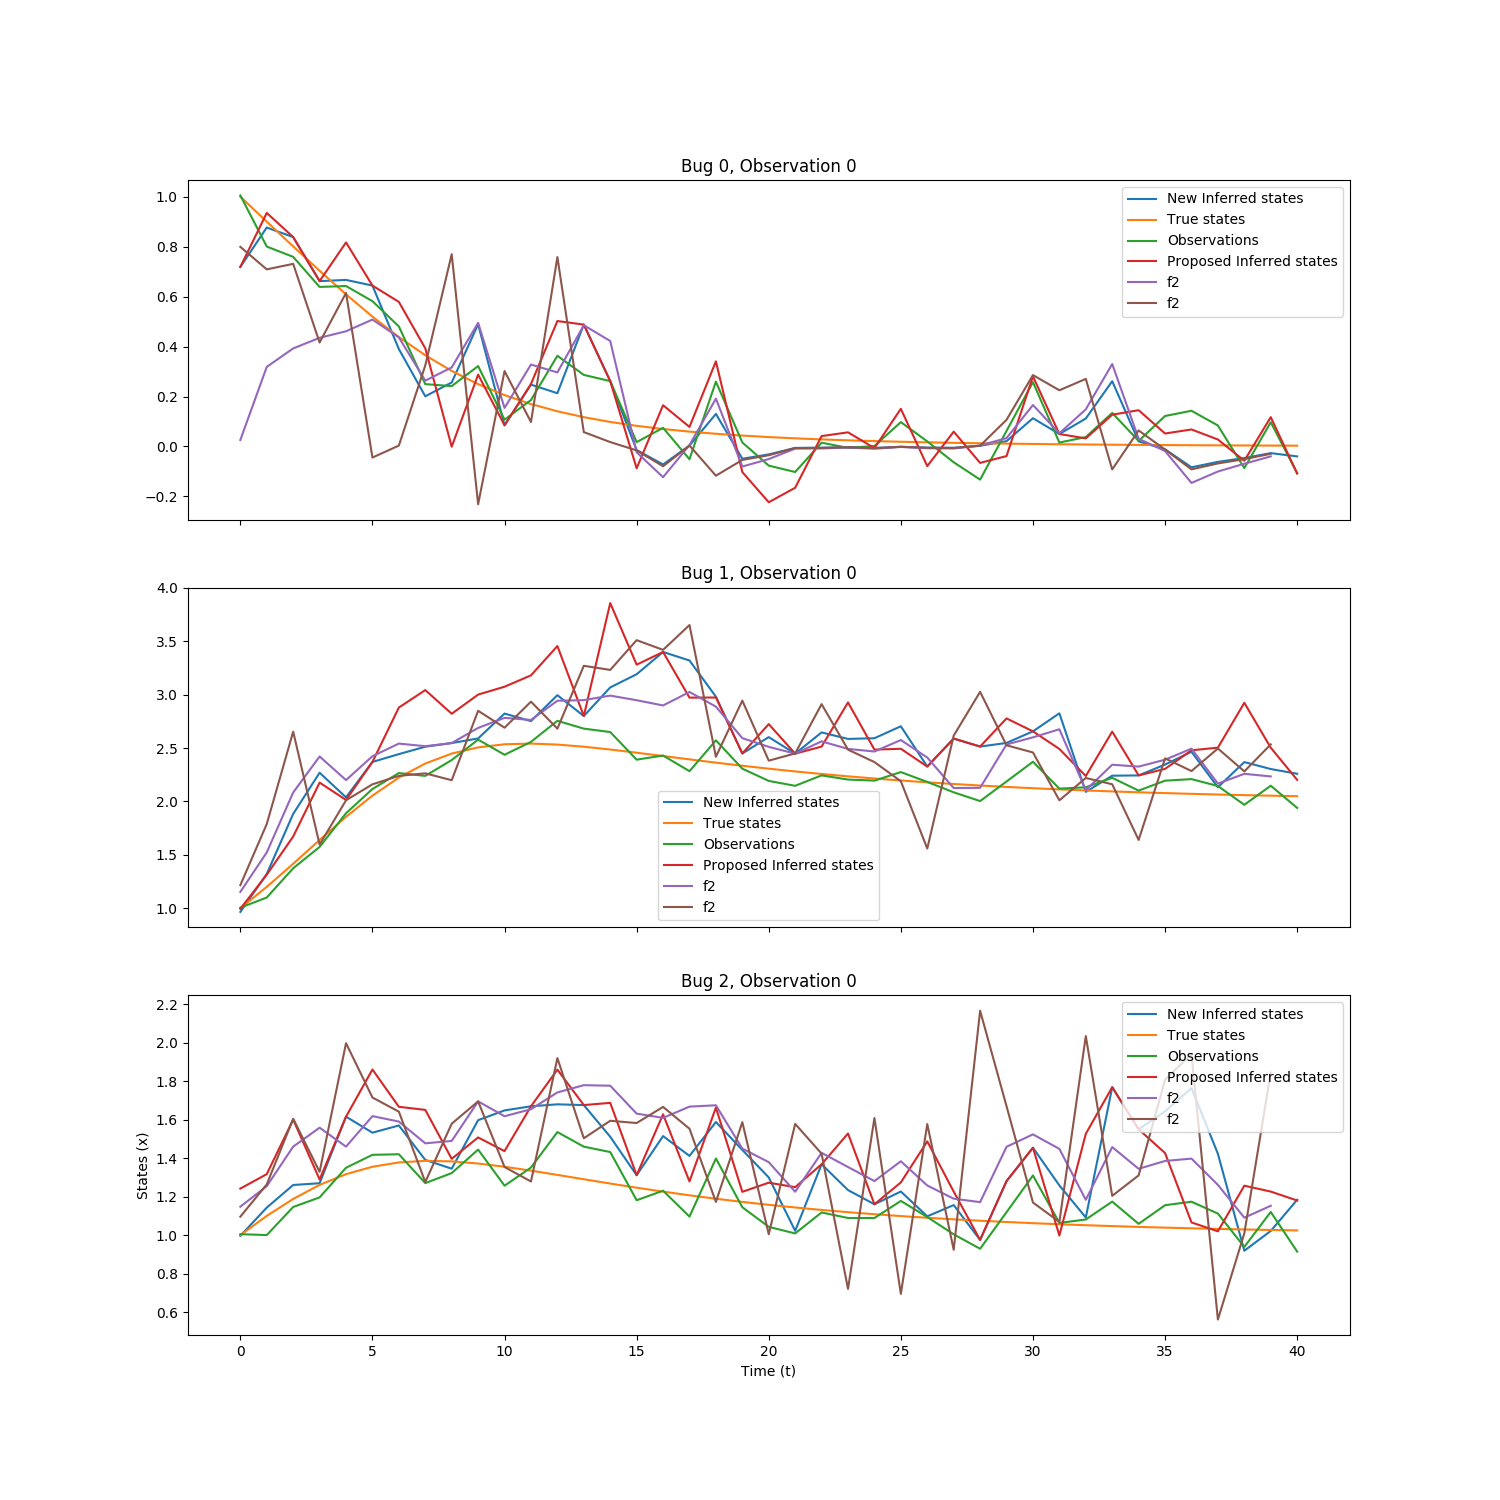 Bug 0, Observation 0
1.0
0.8
0.6
0.4
0.2
0.0
−0.2
New Inferred states
True states
Observations
Proposed Inferred states
f2
f2
Bug 1, Observation 0
4.0
3.5
3.0
2.5
2.0
1.5
1.0
New Inferred states
True states
Observations
Proposed Inferred states
f2
f2
Bug 2, Observation 0
2.2
2.0
1.8
1.6
1.4
1.2
1.0
0.8
0.6
States (x)
New Inferred states
True states
Observations
Proposed Inferred states
f2
f2
0 5 10 15 20 25 30 35 40
Time (t)